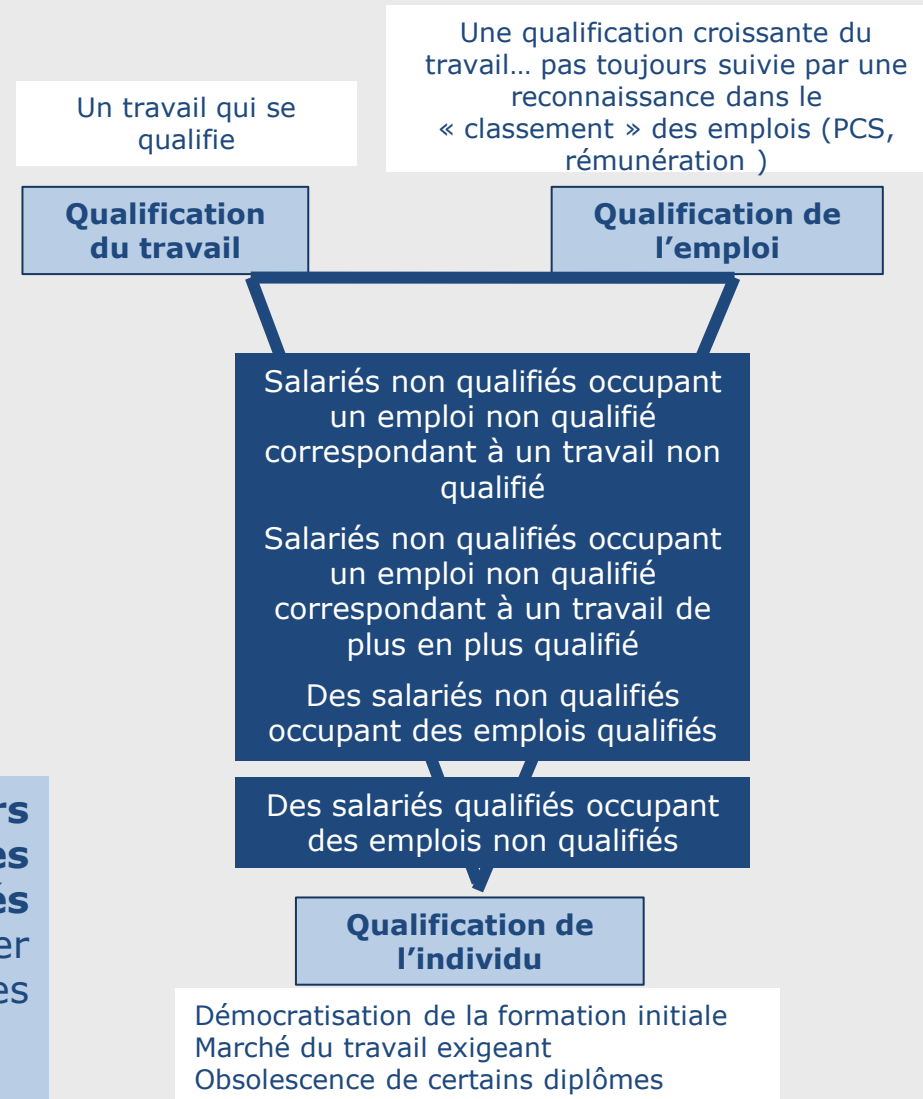 Une qualification croissante du
travail… pas toujours suivie par une
reconnaissance dans le
« classement » des emplois (PCS,
rémunération )
Un travail qui se
qualifie
Qualification
du travail
Qualification de
l’emploi
Salariés non qualifiés occupant
un emploi non qualifié
correspondant à un travail non
qualifié
Salariés non qualifiés occupant
un emploi non qualifié
correspondant à un travail de
plus en plus qualifié
Des salariés non qualifiés
occupant des emplois qualifiés
Des salariés qualifiés occupant
des emplois non qualifiés
Qualification de
l’individu
Démocratisation de la formation initiale
Marché du travail exigeant
Obsolescence de certains diplômes